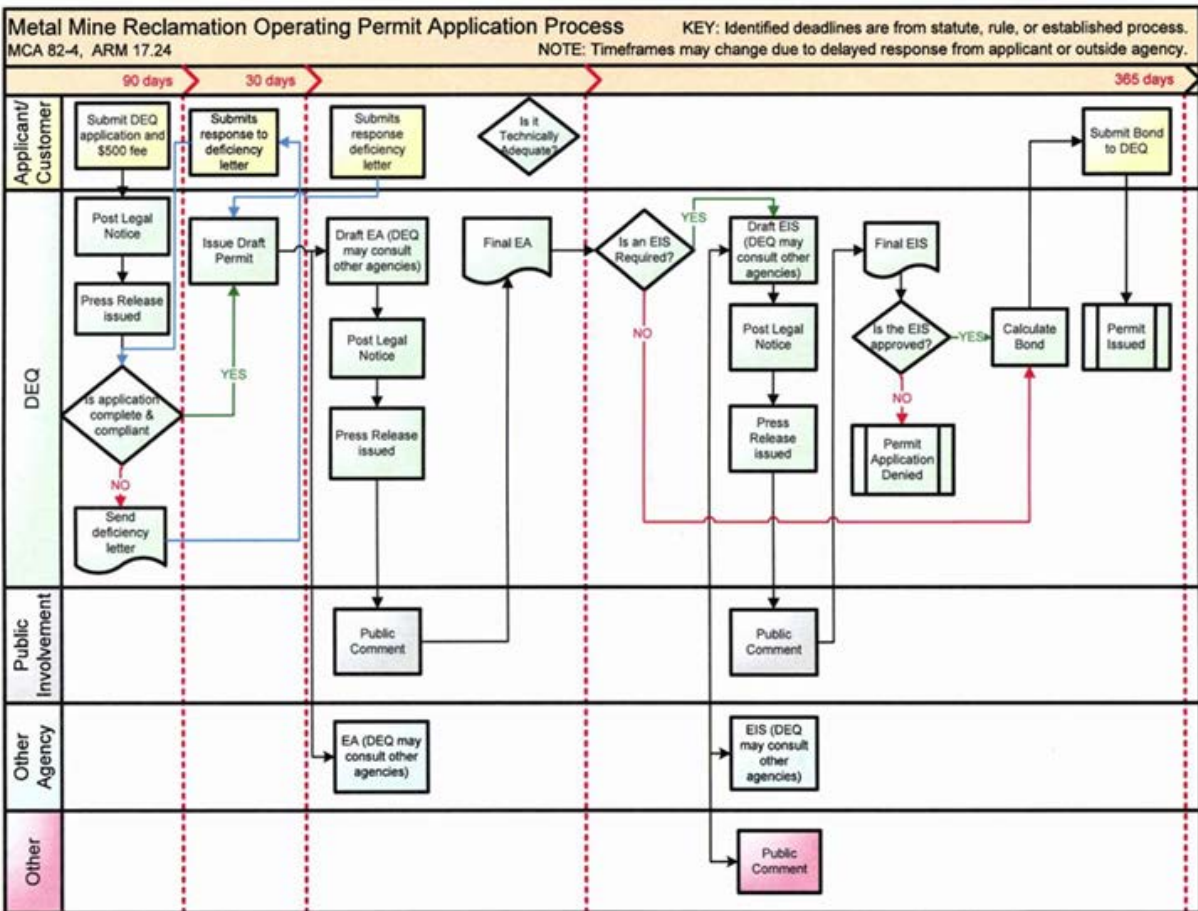 Metal Mine Reclamation Operating Permit Application Process
KEY: Identified deadlines are from statute, rule, or established process.
MCA 82-4, ARM 17.24
NOTE: Timeframes may change due to delayed response from applicant or outside agency.
90 days
30 days
365 days
Applicant/
Customer
Submit DEQ
application and
$500 fee
Submits
response to
deficiency
letter
Submits
response
deficiency
letter
Is it
Technically
Adequate?
Submit Bond
to DEQ
DEQ
Post Legal
Notice
Press Release
issued
Is application
complete &
compliant
YES
NO
Send
deficiency
letter
Issue Draft
Permit
Draft EA (DEQ
may consult
other agencies)
Post Legal
Notice
Press Release
issued
Final EA
Is an EIS
Required?
YES
NO
Draft EIS
(DEQ may
consult other
agencies)
Post Legal
Notice
Press
Release
issued
Final EIS
Is the EIS
approved?
YES
NO
Permit
Application
Denied
Calculate
Bond
Permit
Issued
Public
Involvement
Public
Comment
Public
Comment
Other
Agency
EA (DEQ may
consult other
agencies)
EIS (DEQ
may consult
other
agencies)
Other
Public
Comment